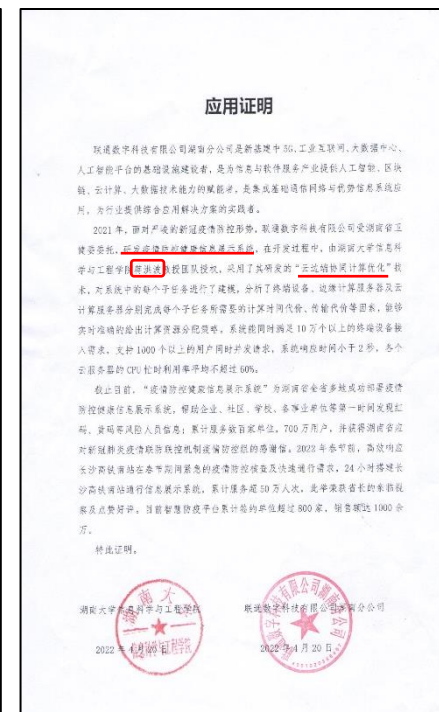 应用证明
联通数字科技有限公司湖南分公司是新基建中5G、工业互联网、大数据中心、
人工智能平台的基础设施建设者，是为信息与软件服务产业提供人工智能、区块
链、云计算、大数据技术能力的赋能者，是集成基础通信网络与优势信息系统应
用，为行业提供综合应用解决方案的实践者。
2021年，面对严峻的新冠疫情防控形势，联通数字科技有限公司受湖南省卫
健委委托，研发疫情防控健康信息展示系统，在开发过程中，由湖南大学信息科
学与工程学院蒋洪波教授团队授权，采用了其研发的“云边端协同计算优化”技
术，对系统中的每个子任务进行了建模，分析了终端设备、边缘计算服务器及云
计算服务器分别完成每个子任务所需要的计算时间代价、传输代价等因素，能够
实时准确的给出计算资源分配策略。系统能同时满足10万个以上的终端设备接
入需求，支持1000个以上的用户同时并发请求，系统响应时间小于2秒，各个
云服务器的CPU忙时利用率平均不超过60%。
截止目前，“疫情防控健康信息展示系统”为湖南省全省多地成功部署疫情
防控健康信息展示系统，帮助企业、社区、学校、各事业单位等第一时间发现红
码、黄码等风险人员信息；累计服务数百家单位，700万用户，并获得湖南省应
对新冠肺炎疫情联防联控机制疫情防控组的感谢信。2022年春节前，高效响应
长沙高铁南站在春节期间紧急的疫情防控核查及快速通行请求，24小时搭建长
沙高铁南站通行信息展示系统，累计服务超50万人次，此举荣获省长的亲临视
察及点赞好评。目前智慧防疫平台累计签约单位超过800家，销售额达1000余
万。
特此证明。
湖南大学信息科学与工程学院
联通数字科技有限公司湖南分公司
2022年4月20日
2022年4月20日